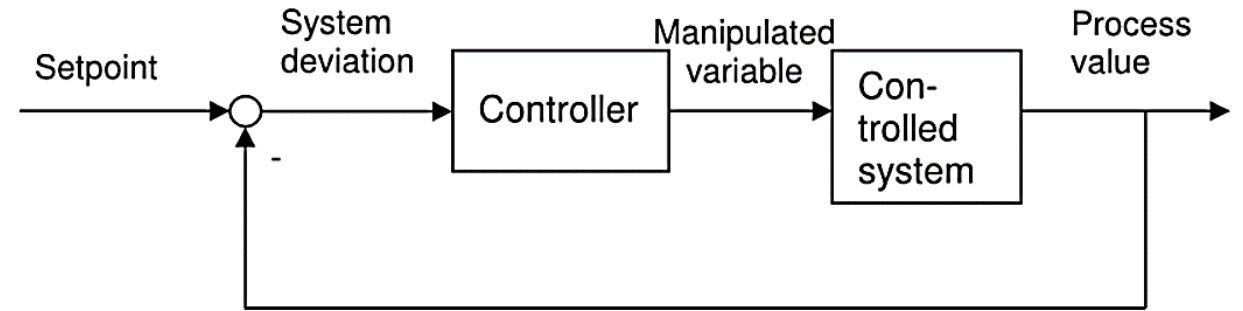 Setpoint
System
deviation
Controller
Manipulated
variable
Con-
trolled
system
Process
value
-